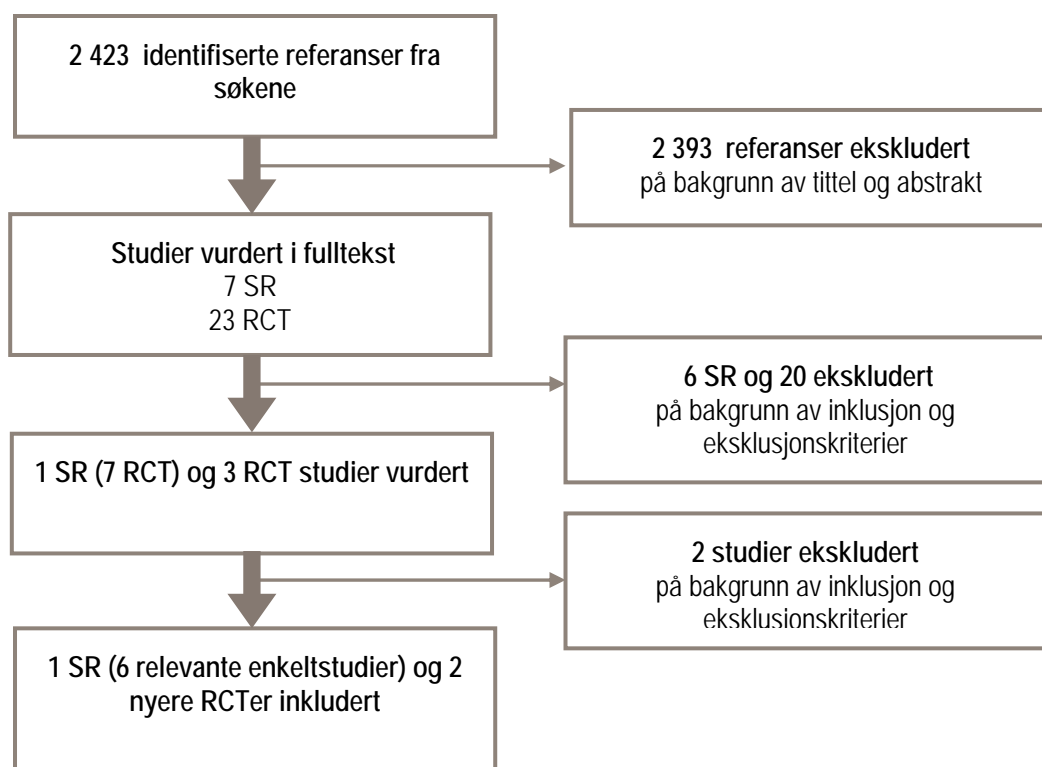 2 423 identifiserte referanser fra
søkene
2 393 referanser ekskludert
på bakgrunn av tittel og abstrakt
Studier vurdert i fulltekst
7 SR
23 RCT
6 SR og 20 ekskludert
på bakgrunn av inklusjon og
eksklusjonskriterier
1 SR (7 RCT) og 3 RCT studier vurdert
2 studier ekskludert
på bakgrunn av inklusjon og
eksklusjonskriterier
1 SR (6 relevante enkeltstudier) og 2
nyere RCTer inkludert